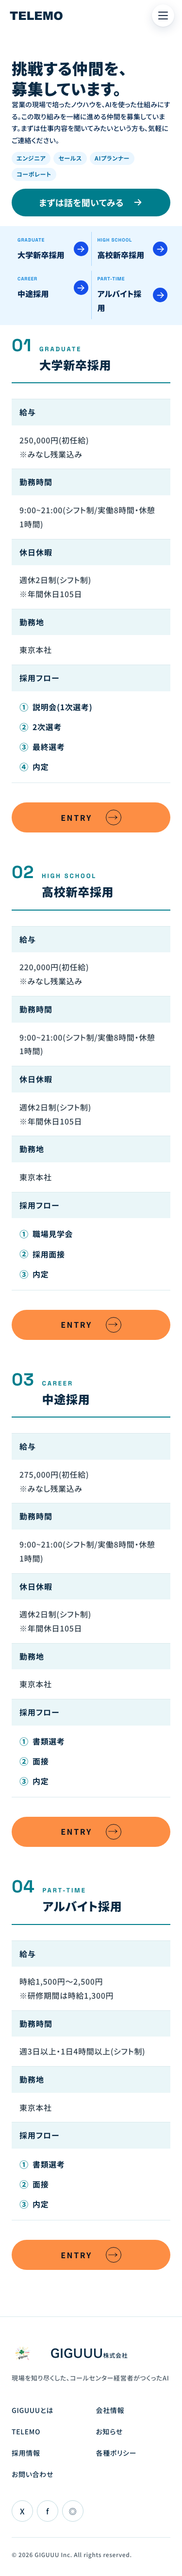 TELEMO
挑戦する仲間を、
募集しています。
営業の現場で培ったノウハウを、AIを使った仕組みにす
る。この取り組みを一緒に進める仲間を募集していま
す。まずは仕事内容を聞いてみたいという方も、気軽に
ご連絡ください。
エンジニア セールス AIプランナー
コーポレート
まずは話を聞いてみる →
GRADUATE
大学新卒採用
HIGH SCHOOL
高校新卒採用
CAREER
中途採用
PART-TIME
アルバイト採
用
01 GRADUATE
大学新卒採用
給与
250,000円(初任給)
※みなし残業込み
勤務時間
9:00~21:00(シフト制/実働8時間・休憩
1時間)
休日休暇
週休2日制(シフト制)
※年間休日105日
勤務地
東京本社
採用フロー
① 説明会(1次選考)
② 2次選考
③ 最終選考
④ 内定
ENTRY
02 HIGH SCHOOL
高校新卒採用
給与
220,000円(初任給)
※みなし残業込み
勤務時間
9:00~21:00(シフト制/実働8時間・休憩
1時間)
休日休暇
週休2日制(シフト制)
※年間休日105日
勤務地
東京本社
採用フロー
① 職場見学会
② 採用面接
③ 内定
ENTRY
03 CAREER
中途採用
給与
275,000円(初任給)
※みなし残業込み
勤務時間
9:00~21:00(シフト制/実働8時間・休憩
1時間)
休日休暇
週休2日制(シフト制)
※年間休日105日
勤務地
東京本社
採用フロー
① 書類選考
② 面接
③ 内定
ENTRY
04 PART-TIME
アルバイト採用
給与
時給1,500円〜2,500円
※研修期間は時給1,300円
勤務時間
週3日以上・1日4時間以上(シフト制)
勤務地
東京本社
採用フロー
① 書類選考
② 面接
③ 内定
ENTRY
GIGUUU株式会社
現場を知り尽くした、コールセンター経営者がつくったAI
GIGUUUとは 会社情報
TELEMO お知らせ
採用情報 各種ポリシー
お問い合わせ
X f
© 2026 GIGUUU Inc. All rights reserved.